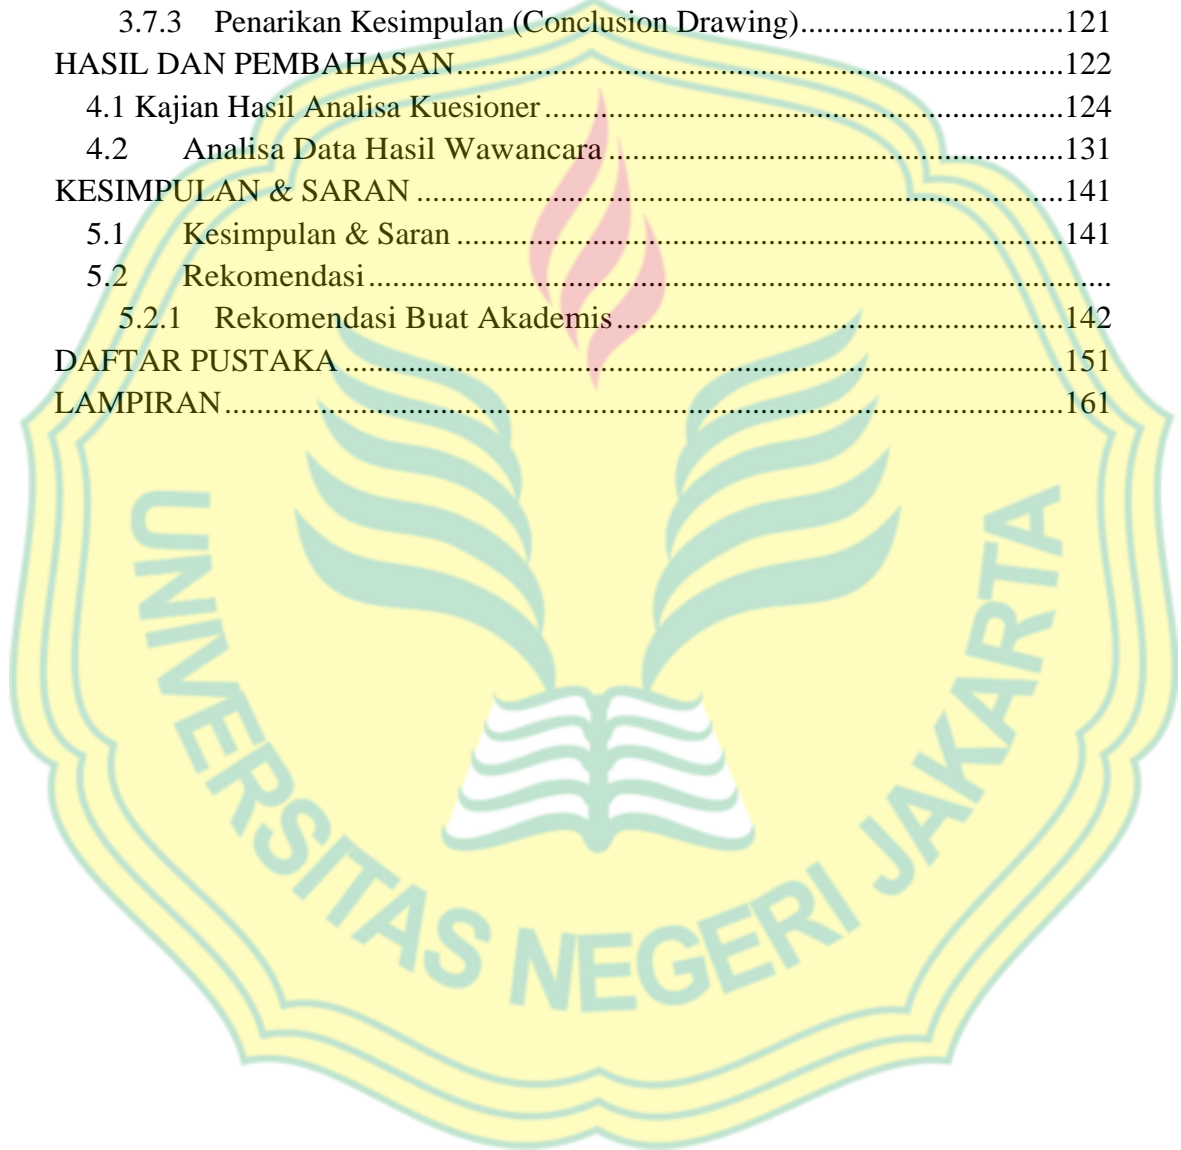 3.7.3 Penarikan Kesimpulan (Conclusion Drawing).................................121
HASIL DAN PEMBAHASAN............................................................................122
4.1 Kajian Hasil Analisa Kuesioner.................................................................124
4.2 Analisa Data Hasil Wawancara.........................................................131
KESIMPULAN & SARAN.................................................................................141
5.1 Kesimpulan & Saran............................................................................141
5.2 Rekomendasi.............................................................................................
5.2.1 Rekomendasi Buat Akademis........................................................142
DAFTAR PUSTAKA..........................................................................................151
LAMPIRAN.........................................................................................................161
UNIVERSITAS NEGERI JAKARTA